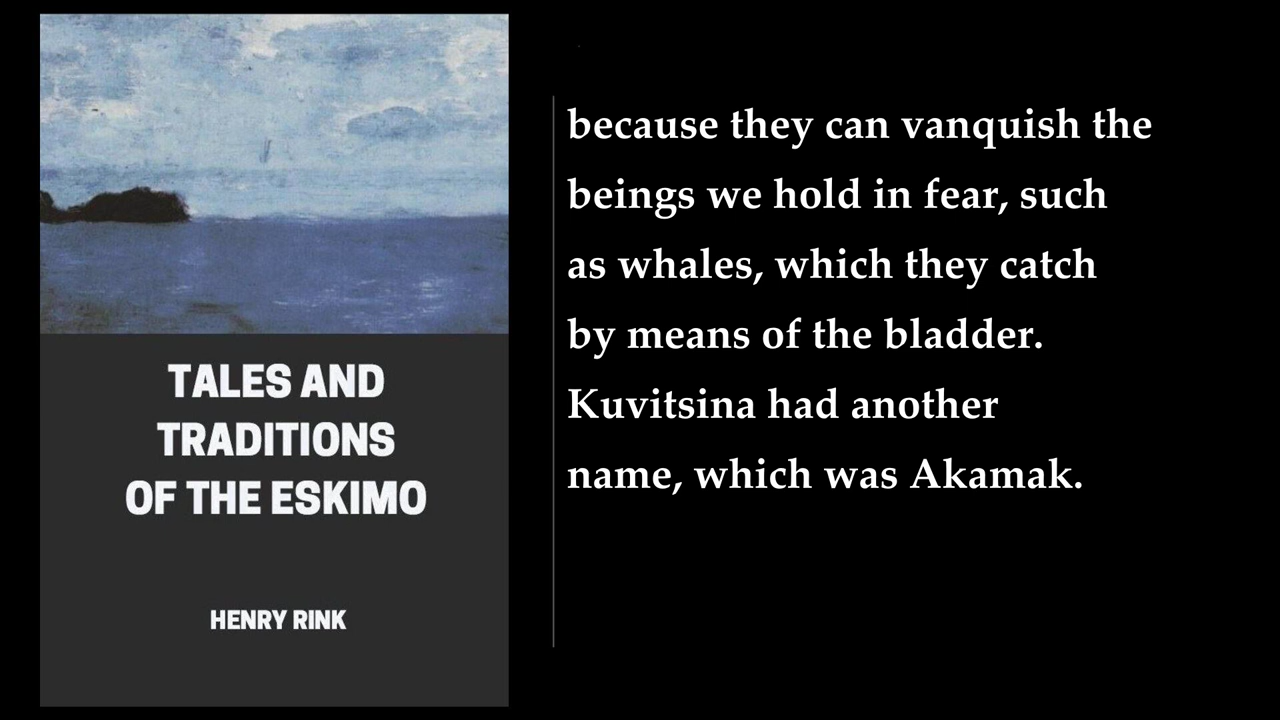 TALES AND
TRADITIONS
OF THE ESKIMO
HENRY RINK
because they can vanquish the
beings we hold in fear, such
as whales, which they catch
by means of the bladder.
Kuvitsina had another
name, which was Akamak.